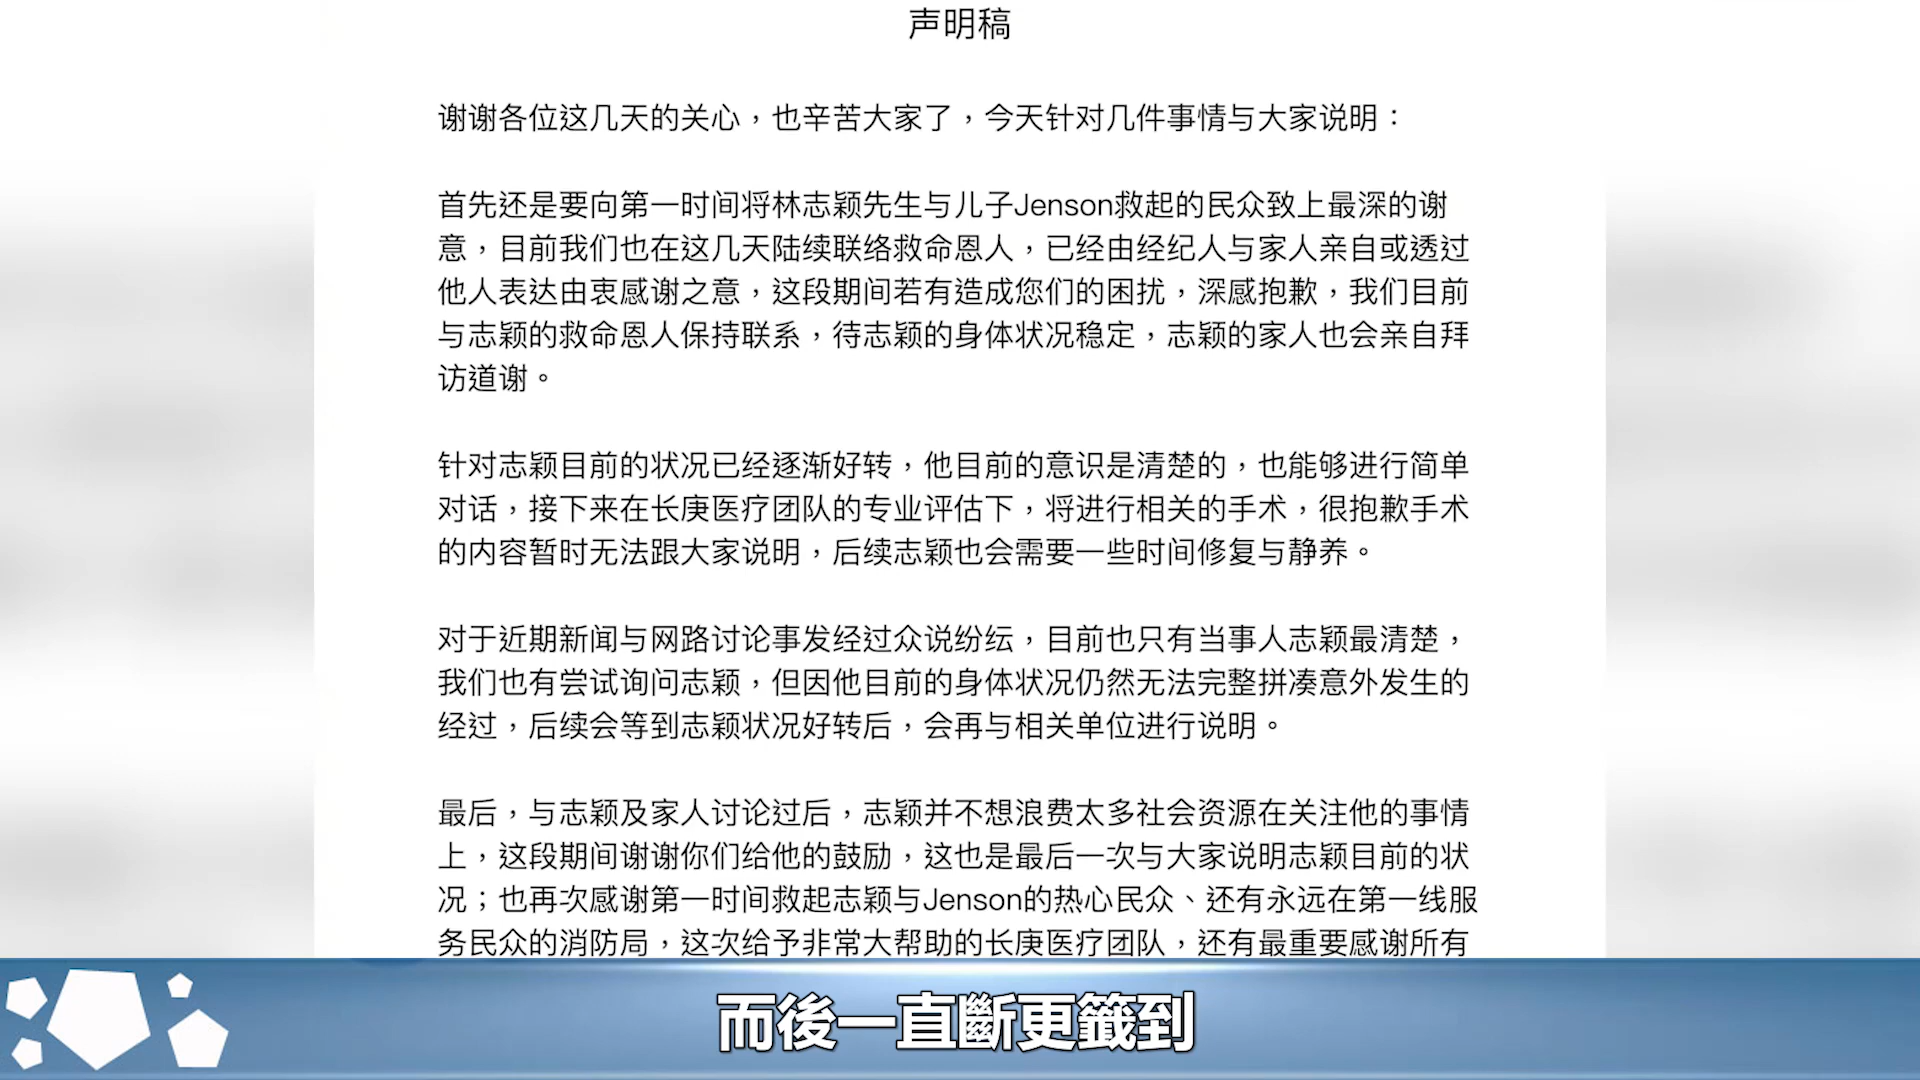 声明稿
谢谢各位这几天的关心，也辛苦大家了，今天针对几件事情与大家说明：
首先还是要向第一时间将林志颖先生与儿子Jenson救起的民众致上最深的谢
意，目前我们也在这几天陆续联络救命恩人，已经由经纪人与家人亲自或透过
他人表达由衷感谢之意，这段期间若有造成您们的困扰，深感抱歉，我们目前
与志颖的救命恩人保持联系，待志颖的身体状况稳定，志颖的家人也会亲自拜
访道谢。
针对志颖目前的状况已经逐渐好转，他目前的意识是清楚的，也能够进行简单
对话，接下来在长庚医疗团队的专业评估下，将进行相关的手术，很抱歉手术
的内容暂时无法跟大家说明，后续志颖也会需要一些时间修复与静养。
对于近期新闻与网路讨论事发经过众说纷纭，目前也只有当事人志颖最清楚，
我们也有尝试询问志颖，但因他目前的身体状况仍然无法完整拼凑意外发生的
经过，后续会等到志颖状况好转后，会再与相关单位进行说明。
最后，与志颖及家人讨论过后，志颖并不想浪费太多社会资源在关注他的事情
上，这段期间谢谢你们给他的鼓励，这也是最后一次与大家说明志颖目前的状
况；也再次感谢第一时间救起志颖与Jenson的热心民众、还有永远在第一线服
务民众的消防局，这次给予非常大帮助的长庚医疗团队，还有最重要感谢所有
而後一直斷更籤到